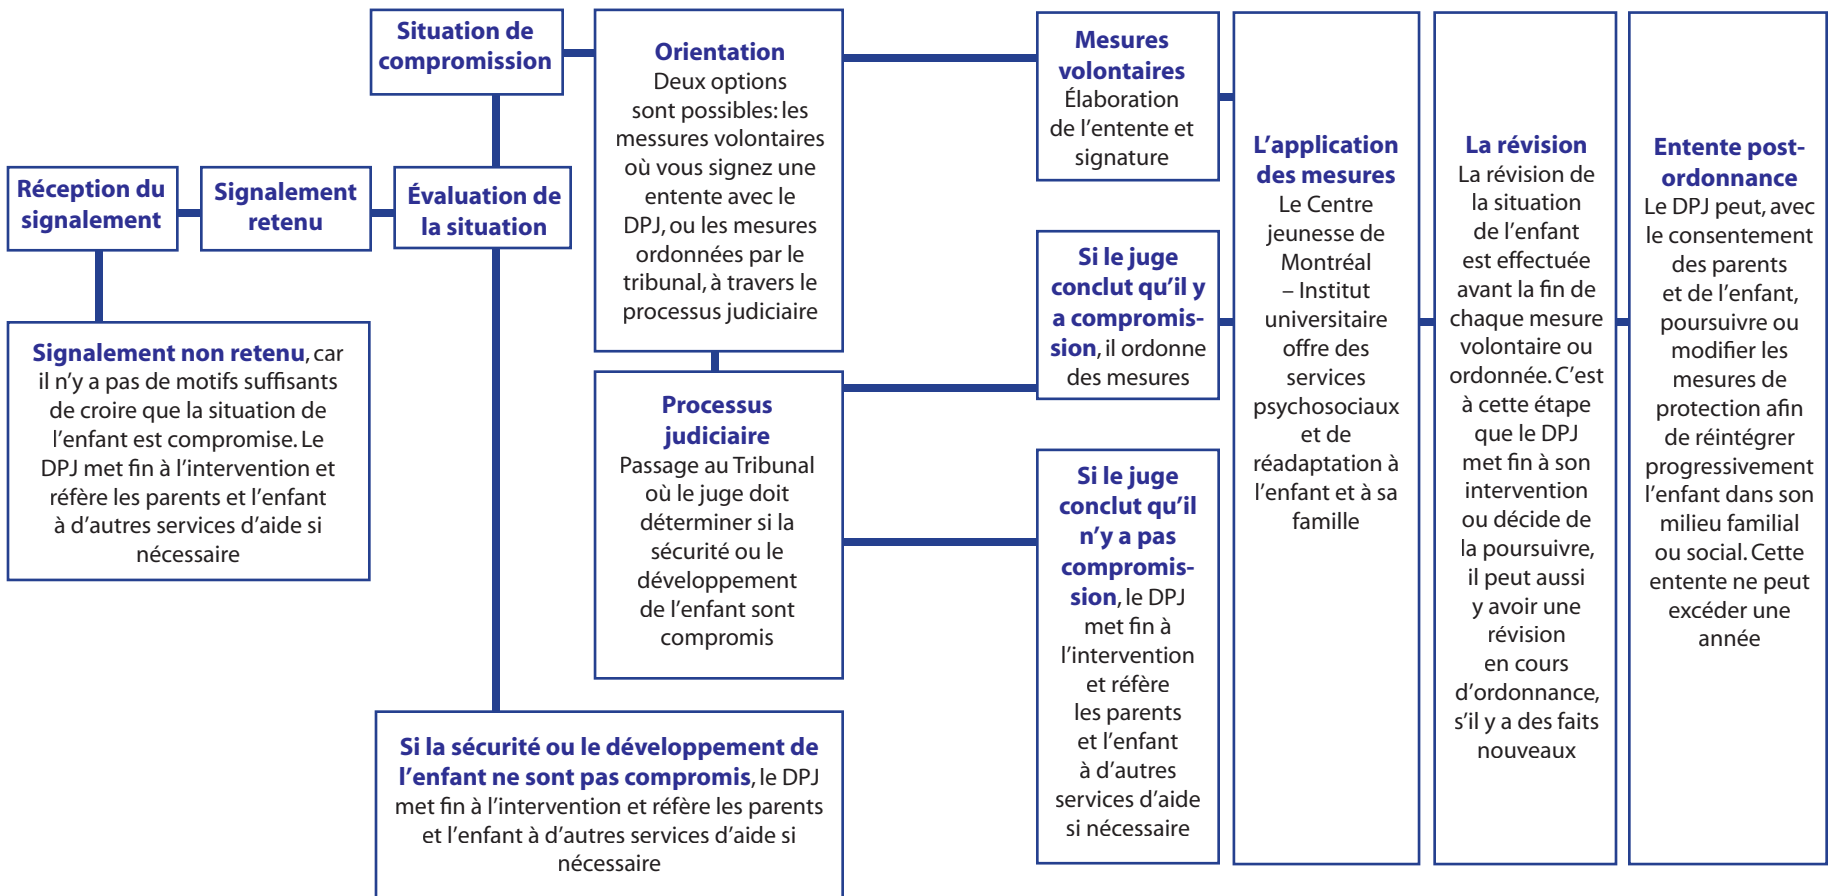 Réception du
signalement
Signalement
retenu
Évaluation de
la situation
Situation de
compromission
Signalement non retenu, car
il n’y a pas de motifs suffisants
de croire que la situation de
l’enfant est compromise. Le
DPJ met fin à l’intervention et
réfère les parents et l’enfant
à d’autres services d’aide si
nécessaire
Si la sécurité ou le développement de
l’enfant ne sont pas compromis, le DPJ
met fin à l’intervention et réfère les parents
et l’enfant à d’autres services d’aide si
nécessaire
Orientation
Deux options
sont possibles: les
messures volontaires
où vous signez une
entente avec le
DPJ, ou les mesures
ordonnées par le
tribunal, à travers le
processus judiciaire
Processus
judiciaire
Passage au Tribunal
où le juge doit
déterminer si la
sécurité ou le
développement
de l’enfant sont
compromis
Mesures
volontaires
Élaboration
de l’entente et
signature
Si le juge
conclut qu’il y
a compromis-
sion, il ordonne
des mesures
Si le juge
conclut qu’il
n’y a pas
compromis-
sion, le DPJ
met fin à
l’intervention
et réfère
les parents
et l’enfant
à d’autres
services d’aide
si nécessaire
L’application
des mesures
Le Centre
jeunesse de
Montréal
– Institut
universitaire
offre des
services
psychosociaux
et de
réadaptation à
l’enfant et à sa
famille
La révision
La révision de
la situation
de l’enfant
est effectuée
avant la fin de
chaque mesure
volontaire ou
ordonnée. C’est
à cette étape
que le DPJ
met fin à son
intervention
ou décide de
la poursuivre,
il peut aussi
y avoir une
révision
en cours
d’ordonnance,
s’il y a des faits
nouveaux
Entente post-
ordonnance
Le DPJ peut, avec
le consentement
des parents
et de l’enfant,
poursuivre ou
modifier les
mesures de
protection afin
de réintégrer
progressivement
l’enfant dans son
milieu familial
ou social. Cette
entente ne peut
excéder une
année